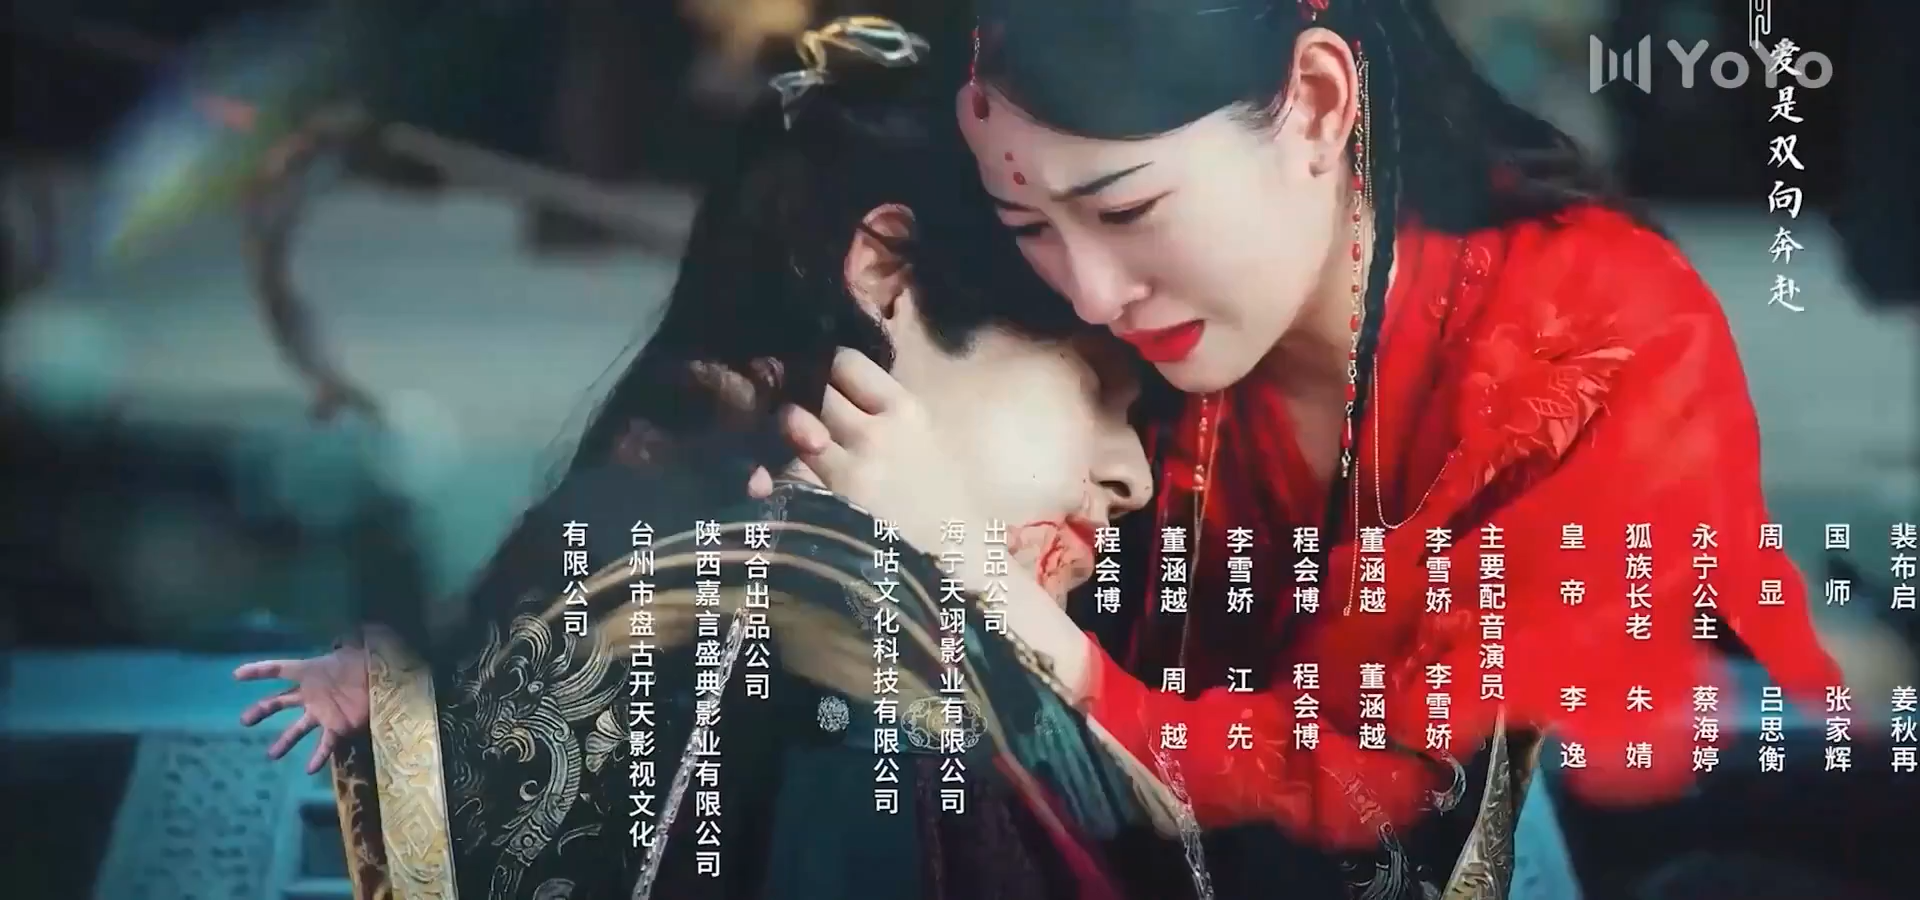 YoYo
爱是双向奔赴
裴布启 姜秋再
国师 张家辉
周显 吕思衡
永宁公主 蔡海婷
狐族长老 朱婧
皇帝 李逸
主要配音演员
李雪娇 李雪娇
董涵越 董涵越
程会博 程会博
李雪娇 江先
董涵越 周越
程会博
出品公司
海宁天翊影业有限公司
咪咕文化科技有限公司
联合出品公司
陕西嘉言盛典影业有限公司
台州市盘古开天影视文化
有限公司